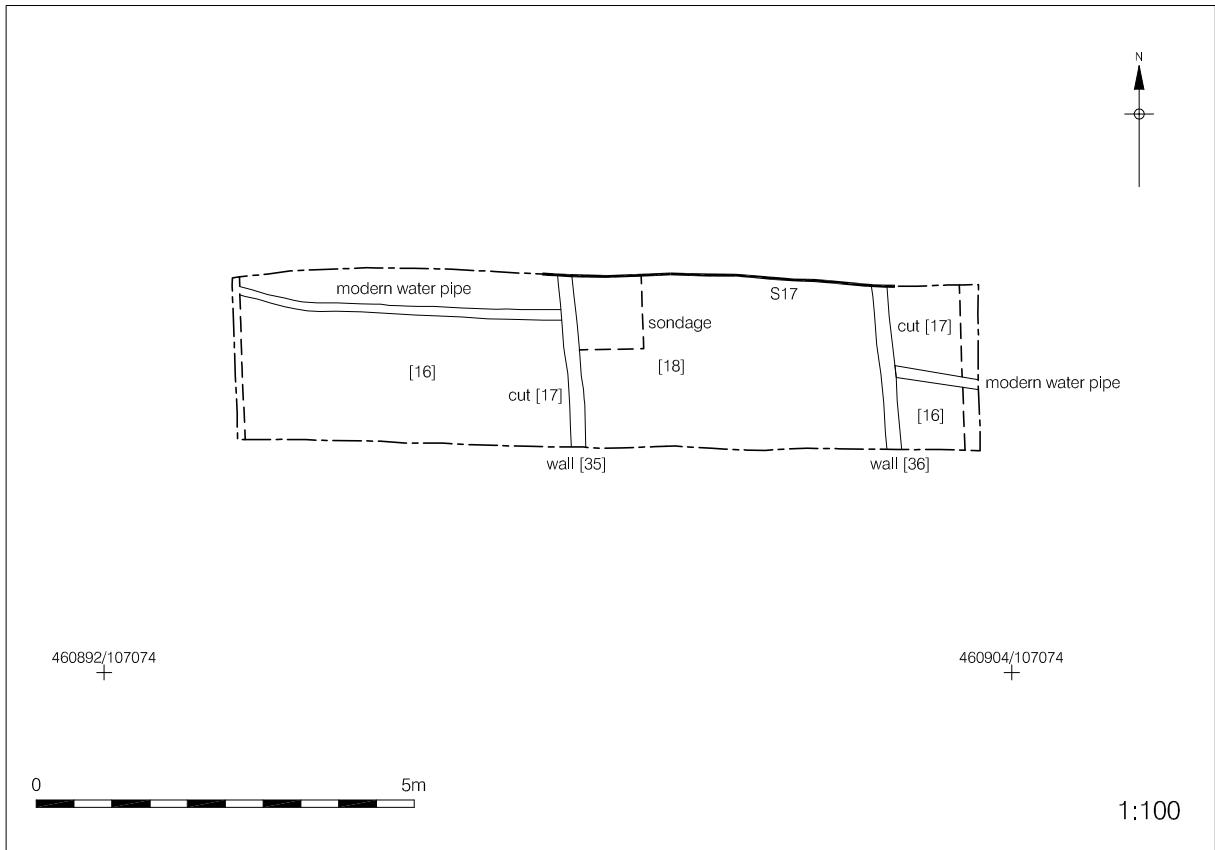 N
modern water pipe
S17
sondage
cut [17]
[16]
[18]
modern water pipe
cut [17]
[16]
wall [35]
wall [36]
460892/107074
460904/107074
0
5m
1:100